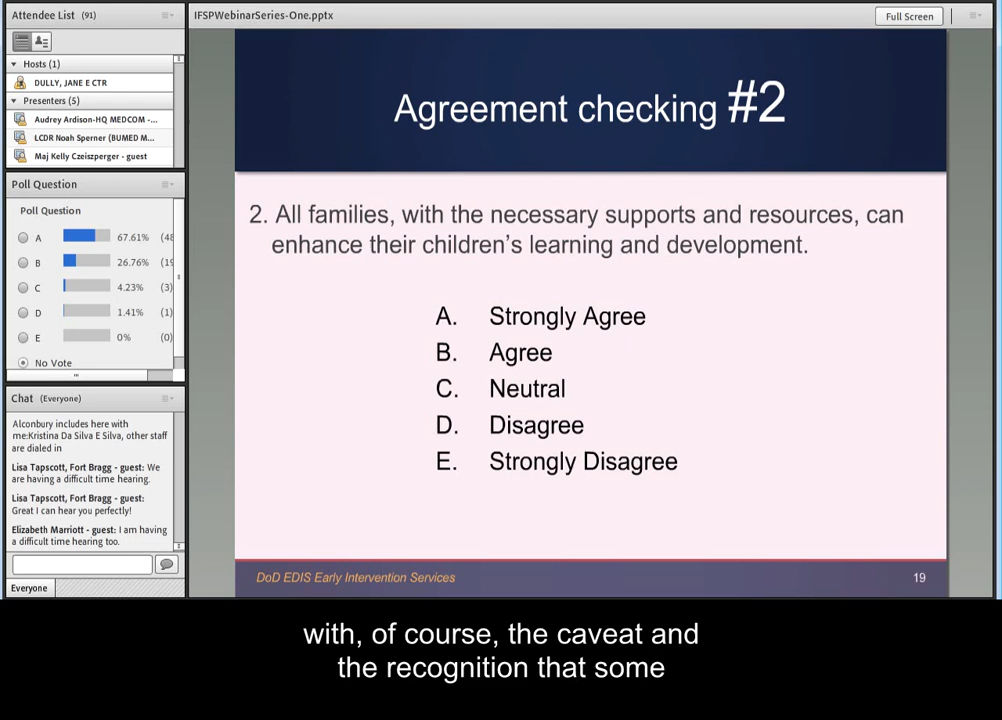 Attendee List (91)
Hosts (1)
DULLY, JANE E CTR
Presenters (5)
Audrey Ardison-HQ MEDCOM -...
LCDR Noah Sperner (BUMED M...
Maj Kelly Czeiszperger - guest
Poll Question
Poll Question
A 67.61% (48
B 26.76% (19
C 4.23% (3)
D 1.41% (1)
E 0% (0)
No Vote
Chat (Everyone)
Alconbury includes here with
me:Kristina Da Silva E Silva, other staff
are dialed in
Lisa Tapscott, Fort Bragg - guest: We
are having a difficult time hearing.
Lisa Tapscott, Fort Bragg - guest:
Great I can hear you perfectly!
Elizabeth Marriott - guest: I am having
a difficult time hearing too.
Everyone
IFSPWebinarSeries-One.pptx
Full Screen
Agreement checking #2
2. All families, with the necessary supports and resources, can
enhance their children's learning and development.
A. Strongly Agree
B. Agree
C. Neutral
D. Disagree
E. Strongly Disagree
DoD EDIS Early Intervention Services
19
with, of course, the caveat and
the recognition that some